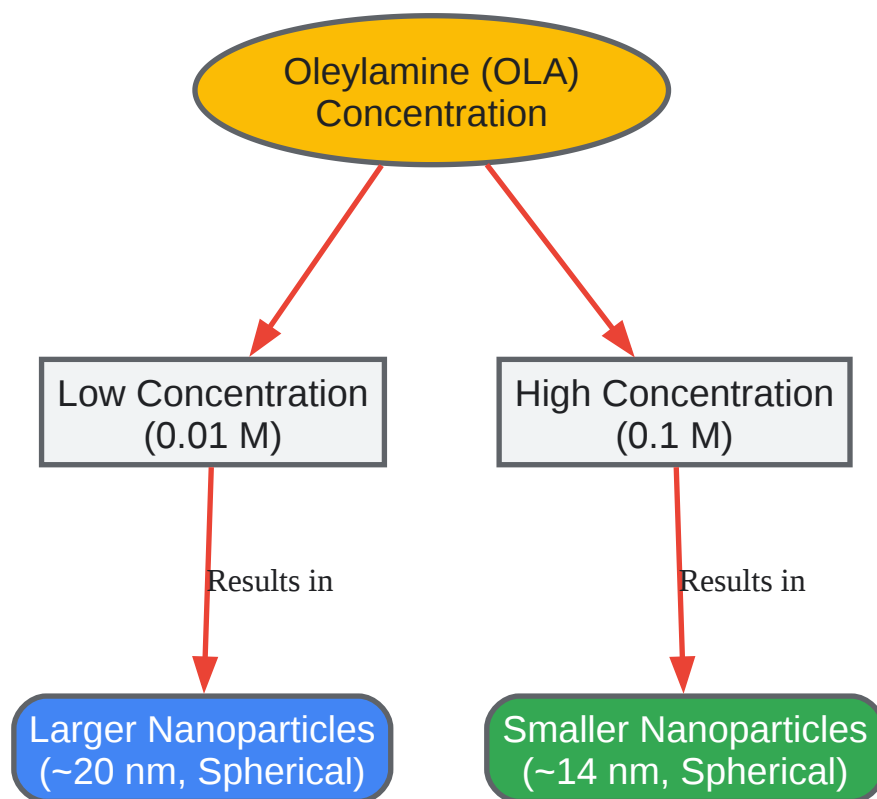 Oleylamine (OLA)
Concentration
Low Concentration
(0.01 M)
High Concentration
(0.1 M)
Results in
Results in
Larger Nanoparticles
(~20 nm, Spherical)
Smaller Nanoparticles
(~14 nm, Spherical)